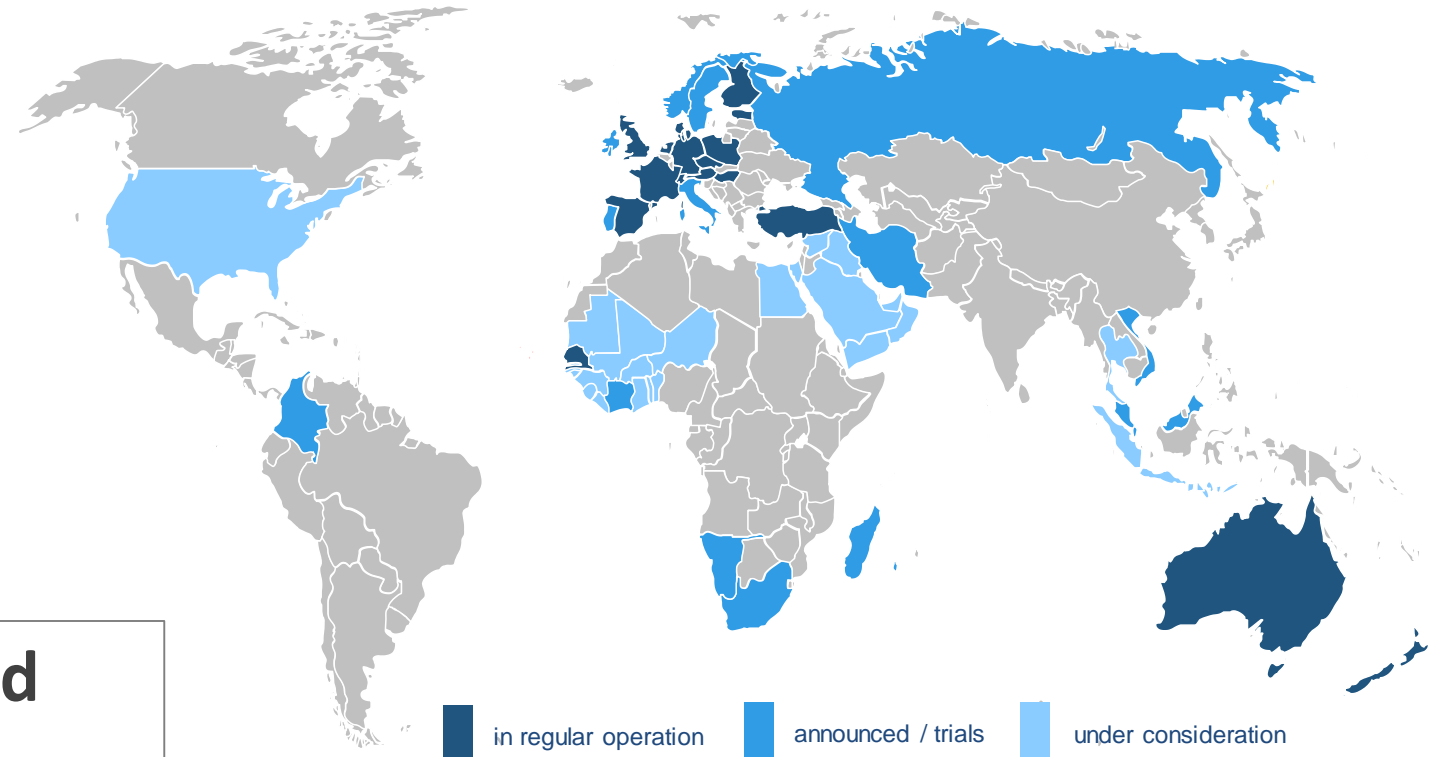 d
in regular operation
announced / trials
under consideration